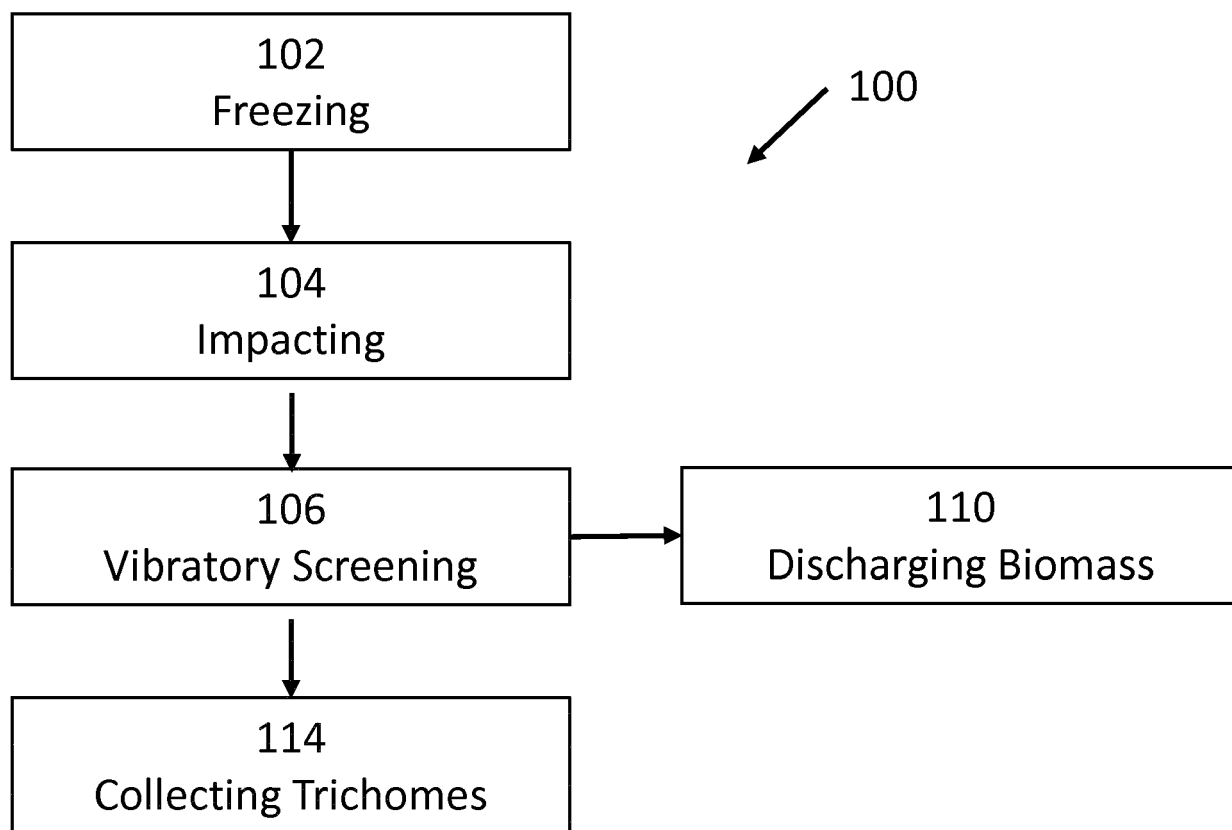 102
Freezing
100
104
Impacting
106
Vibratory Screening
110
Discharging Biomass
114
Collecting Trichomes